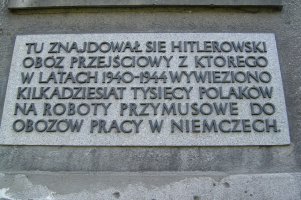 TU ZNAJDOWAŁ SIĘ HITLEROWSKI
OBÓZ PRZEJŚCIOWY Z KTÓREGO
W LATACH 1940-1944 WYWIEZIONO
KILKADZIESIĄT TYSIĘCY POLAKÓW
NA ROBOTY PRZYMUSOWE DO
OBOZÓW PRACY W NIEMCZECH.